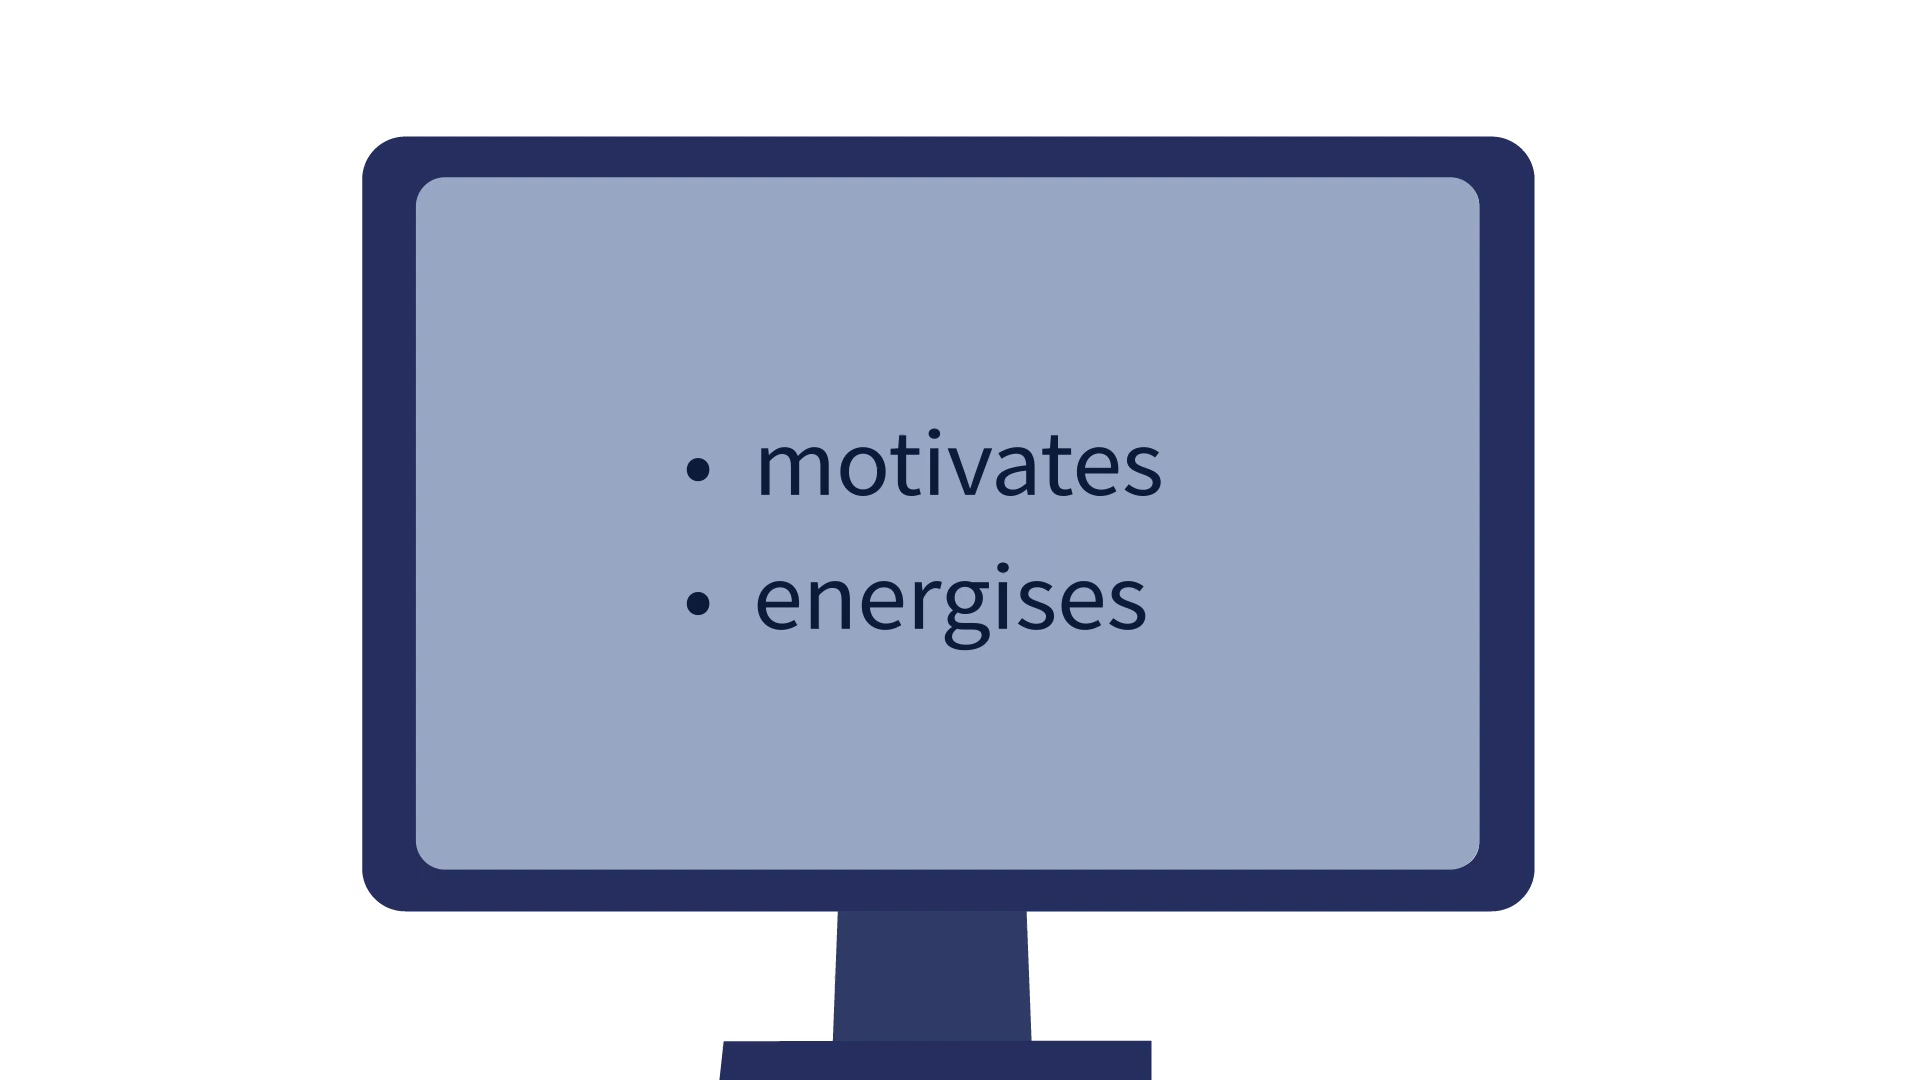 • motivates
• energises